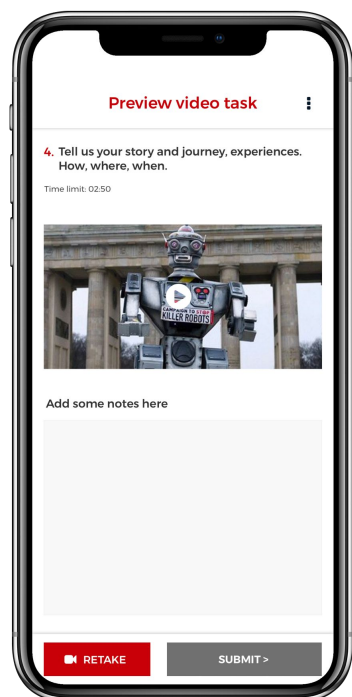 Preview video task
4. Tell us your story and journey, experiences.
How, where, when.
Time limit: 02:50
CAMPAIGN TO STOP
KILLER ROBOTS
Add some notes here
RETAKE
SUBMIT >